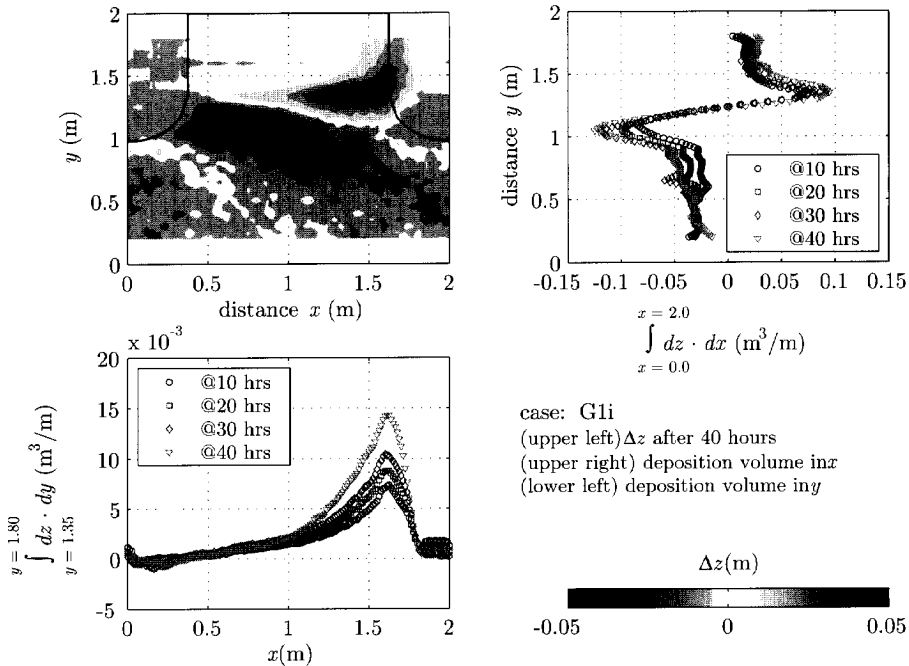 2
1.5
1
0.5
0
y (m)
0 0.5 1 1.5 2
distance x (m)
2
1.5
1
0.5
0
distance y (m)
@10 hrs
@20 hrs
@30 hrs
@40 hrs
-0.15 -0.1 -0.05 0 0.05 0.1 0.15
x = 2.0
∫ dz · dx (m³/m)
x = 0.0
x 10⁻³
20
15
10
5
0
-5
y = 1.80
∫ dz · dy (m³/m)
y = 1.35
@10 hrs
@20 hrs
@30 hrs
@40 hrs
0 0.5 1 1.5 2
x(m)
case: G1i
(upper left)Δz after 40 hours
(upper right) deposition volume inx
(lower left) deposition volume iny
Δz(m)
-0.05 0 0.05